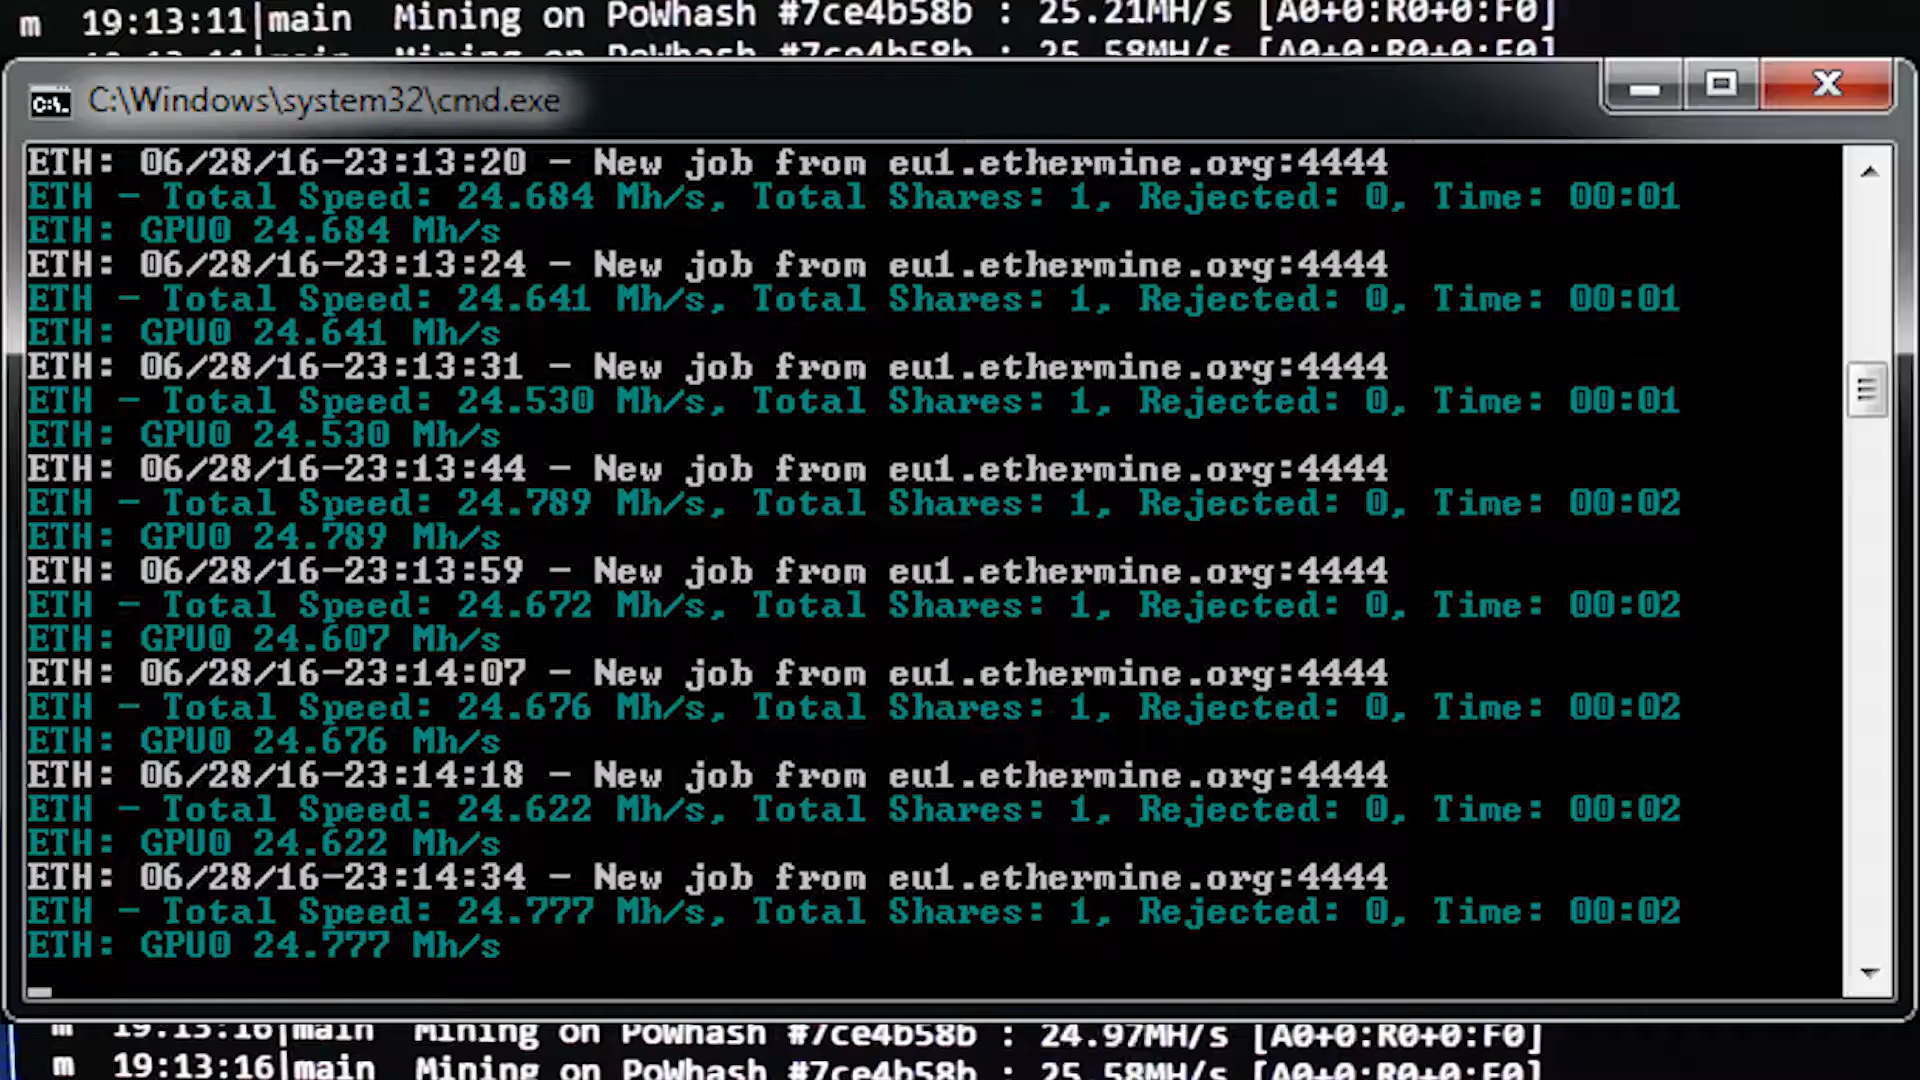 m 19:13:11|main Mining on PoWhash #7ce4b58b : 25.21MH/s [A0+0:R0+0:F0]
19:13:11|main Mining on PoWhash #7ce4b58b : 25.58MH/s [A0+0:R0+0:F0]
C:\Windows\system32\cmd.exe
ETH: 06/28/16-23:13:20 - New job from eu1.ethermine.org:4444
ETH - Total Speed: 24.684 Mh/s, Total Shares: 1, Rejected: 0, Time: 00:01
ETH: GPU0 24.684 Mh/s
ETH: 06/28/16-23:13:24 - New job from eu1.ethermine.org:4444
ETH - Total Speed: 24.641 Mh/s, Total Shares: 1, Rejected: 0, Time: 00:01
ETH: GPU0 24.641 Mh/s
ETH: 06/28/16-23:13:31 - New job from eu1.ethermine.org:4444
ETH - Total Speed: 24.530 Mh/s, Total Shares: 1, Rejected: 0, Time: 00:01
ETH: GPU0 24.530 Mh/s
ETH: 06/28/16-23:13:44 - New job from eu1.ethermine.org:4444
ETH - Total Speed: 24.789 Mh/s, Total Shares: 1, Rejected: 0, Time: 00:02
ETH: GPU0 24.789 Mh/s
ETH: 06/28/16-23:13:59 - New job from eu1.ethermine.org:4444
ETH - Total Speed: 24.672 Mh/s, Total Shares: 1, Rejected: 0, Time: 00:02
ETH: GPU0 24.607 Mh/s
ETH: 06/28/16-23:14:07 - New job from eu1.ethermine.org:4444
ETH - Total Speed: 24.676 Mh/s, Total Shares: 1, Rejected: 0, Time: 00:02
ETH: GPU0 24.676 Mh/s
ETH: 06/28/16-23:14:18 - New job from eu1.ethermine.org:4444
ETH - Total Speed: 24.622 Mh/s, Total Shares: 1, Rejected: 0, Time: 00:02
ETH: GPU0 24.622 Mh/s
ETH: 06/28/16-23:14:34 - New job from eu1.ethermine.org:4444
ETH - Total Speed: 24.777 Mh/s, Total Shares: 1, Rejected: 0, Time: 00:02
ETH: GPU0 24.777 Mh/s
m 19:13:16|main Mining on PoWhash #7ce4b58b : 24.97MH/s [A0+0:R0+0:F0]
m 19:13:16|main Mining on PoWhash #7ce4b58b : 25.58MH/s [A0+0:R0+0:F0]